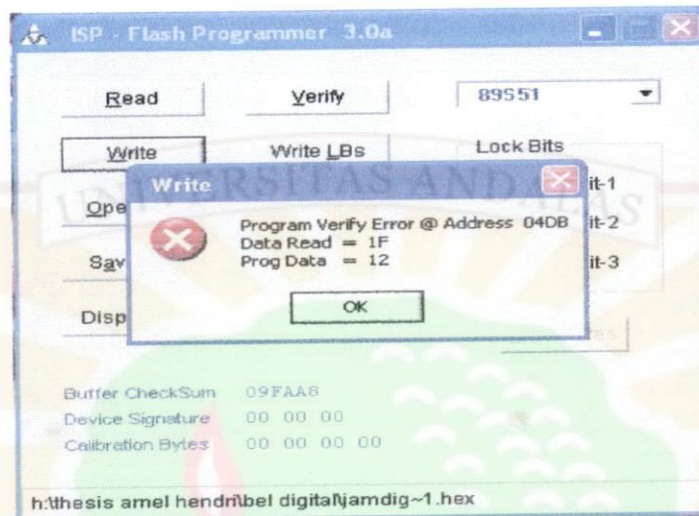 ISP - Flash Programmer 3.0a
Read Verify 89S51
Write Write LBs Lock Bits
UNIVERSITAS ANDALAS
Write
it-1
Ope
it-2
Program Verify Error @ Address 04DB
Data Read = 1F
Prog Data = 12
Sav
it-3
OK
Disp
Buffer CheckSum 09FAA8
Device Signature 00 00 00
Calibration Bytes 00 00 00 00
h:\thesis amel hendri\bel digital\jamdig~1.hex